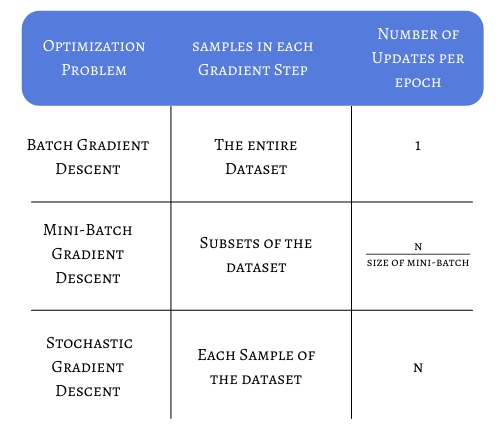 Optimization
Problem
samples in each
Gradient Step
Number of
Updates per
epoch
Batch Gradient
Descent
The entire
Dataset
1
Mini-Batch
Gradient
Descent
Subsets of the
dataset
n
size of mini-batch
Stochastic
Gradient
Descent
Each Sample of
the dataset
n